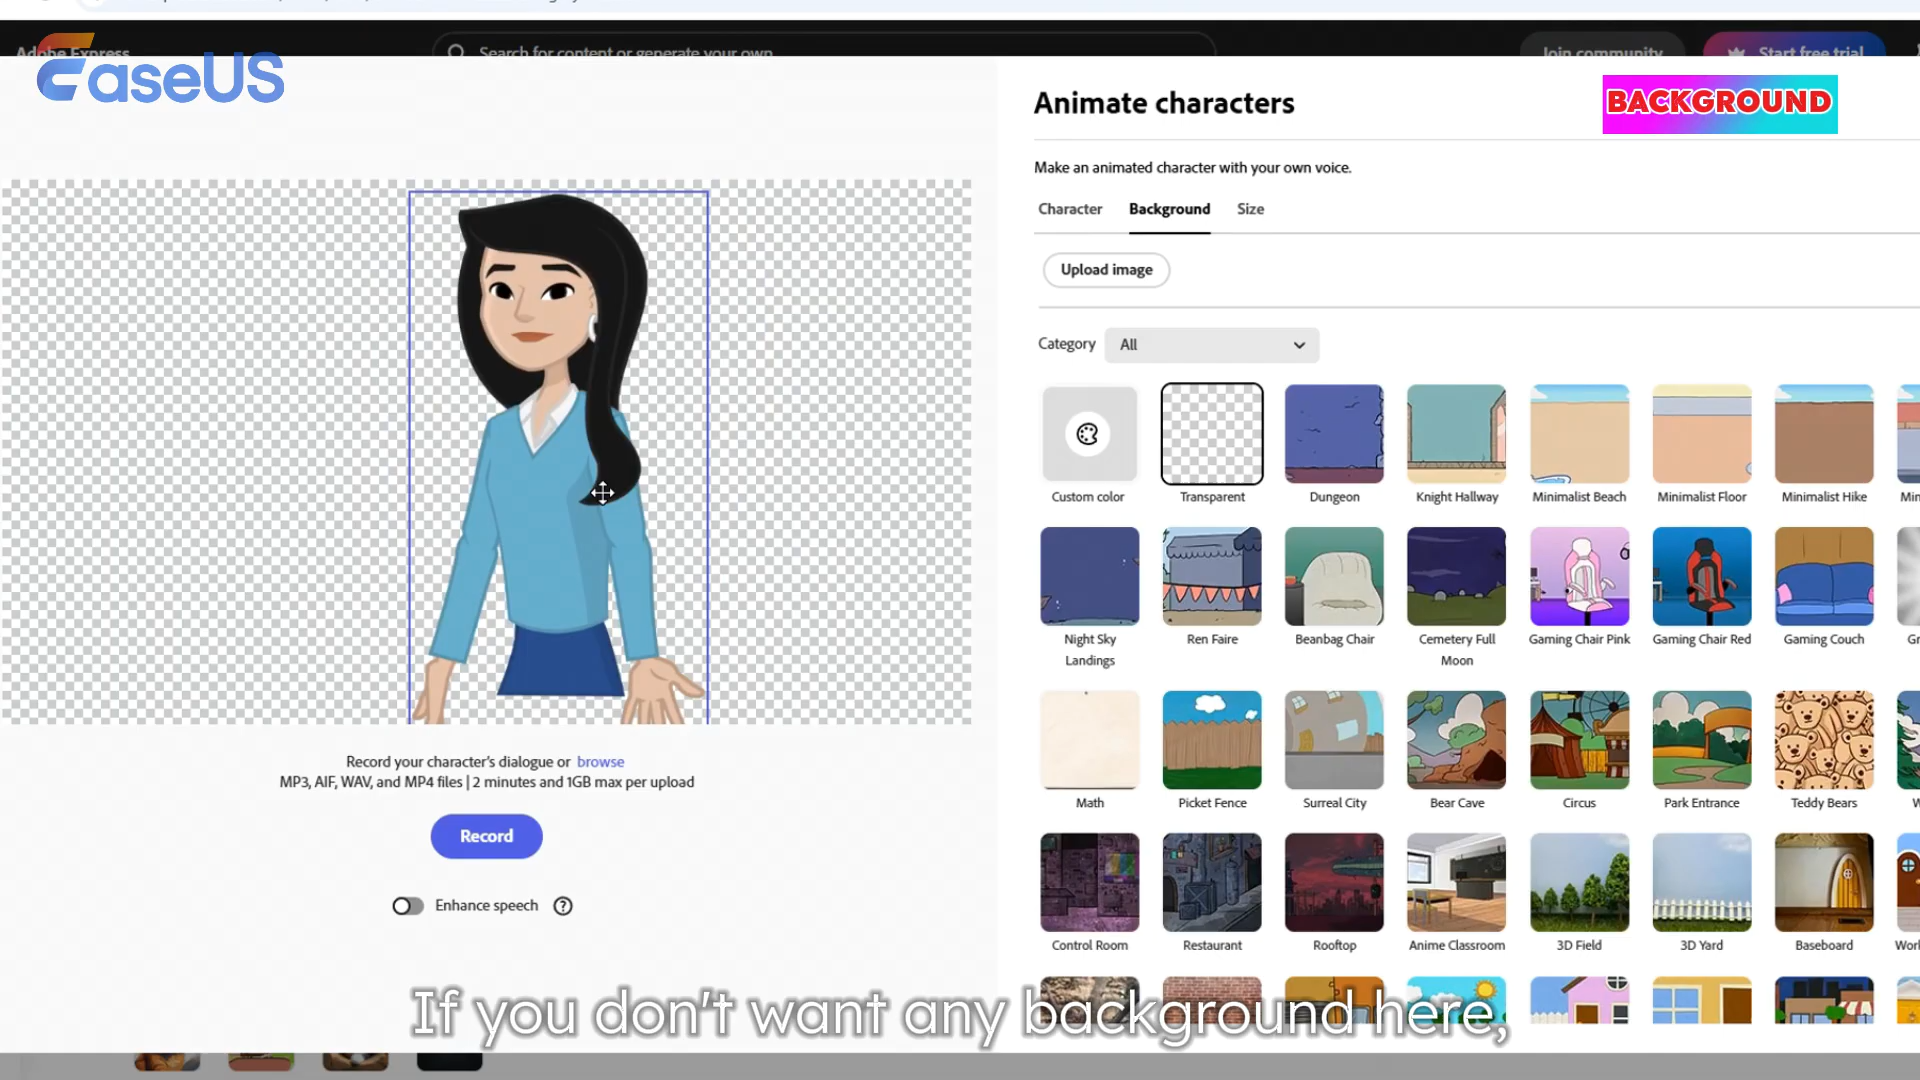 Adobe Express
Search for content or generate your own
Join community
Start free trial
EaseUS
Animate characters
BACKGROUND
Make an animated character with your own voice.
Character
Background
Size
Upload image
Category
All
Custom color
Transparent
Dungeon
Knight Hallway
Minimalist Beach
Minimalist Floor
Minimalist Hike
Night Sky
Landings
Ren Faire
Beanbag Chair
Cemetery Full
Moon
Gaming Chair Pink
Gaming Chair Red
Gaming Couch
Math
Picket Fence
Surreal City
Bear Cave
Circus
Park Entrance
Teddy Bears
Control Room
Restaurant
Rooftop
Anime Classroom
3D Field
3D Yard
Baseboard
Record your character's dialogue or browse
MP3, AIF, WAV, and MP4 files | 2 minutes and 1GB max per upload
Record
Enhance speech
If you don't want any background here,